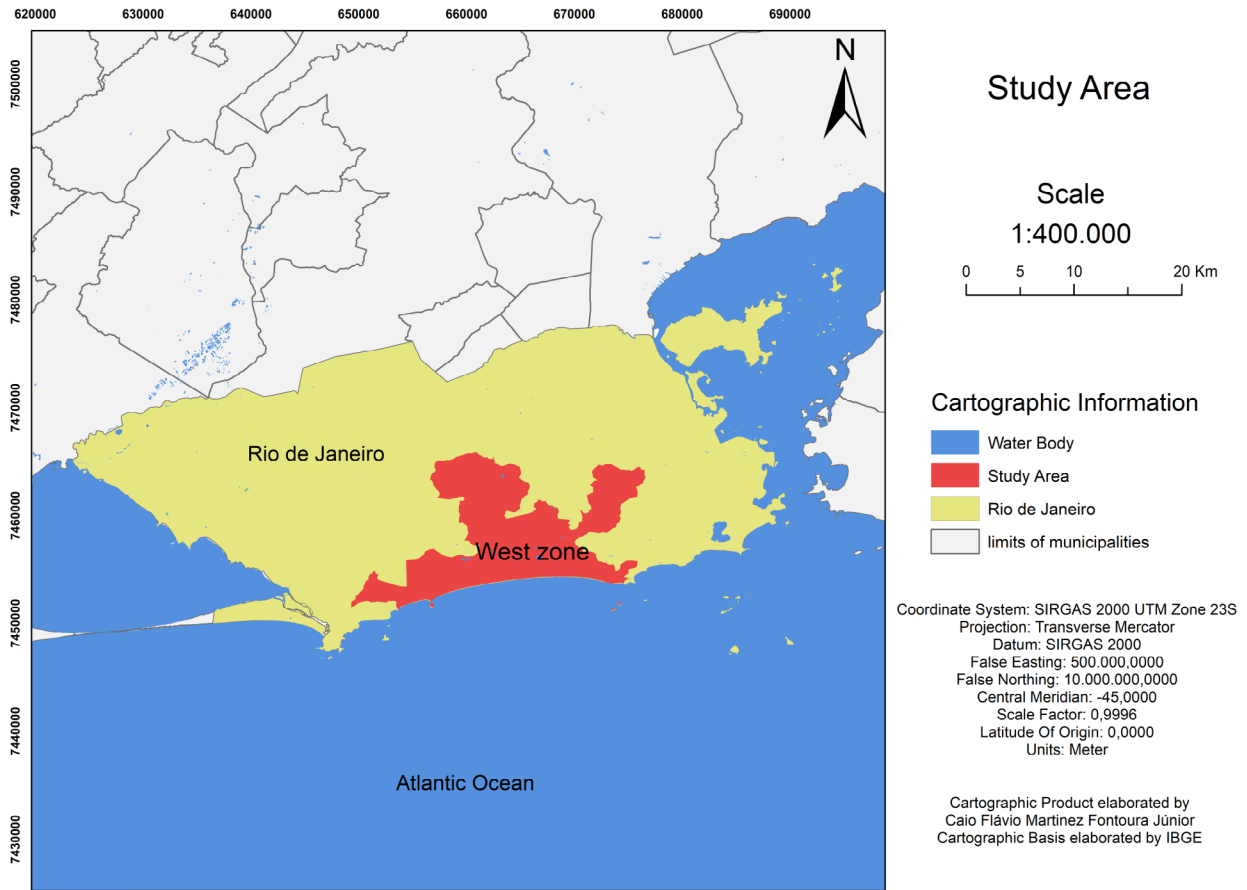 620000 630000 640000 650000 660000 670000 680000 690000
7500000
7490000
7480000
7470000
7460000
7450000
7440000
7430000
N
Rio de Janeiro
West zone
Atlantic Ocean
Study Area
Scale
1:400.000
0 5 10 20 Km
Cartographic Information
Water Body
Study Area
Rio de Janeiro
limits of municipalities
Coordinate System: SIRGAS 2000 UTM Zone 23S
Projection: Transverse Mercator
Datum: SIRGAS 2000
False Easting: 500.000,0000
False Northing: 10.000.000,0000
Central Meridian: -45,0000
Scale Factor: 0,9996
Latitude Of Origin: 0,0000
Units: Meter
Cartographic Product elaborated by
Caio Flávio Martinez Fontoura Júnior
Cartographic Basis elaborated by IBGE